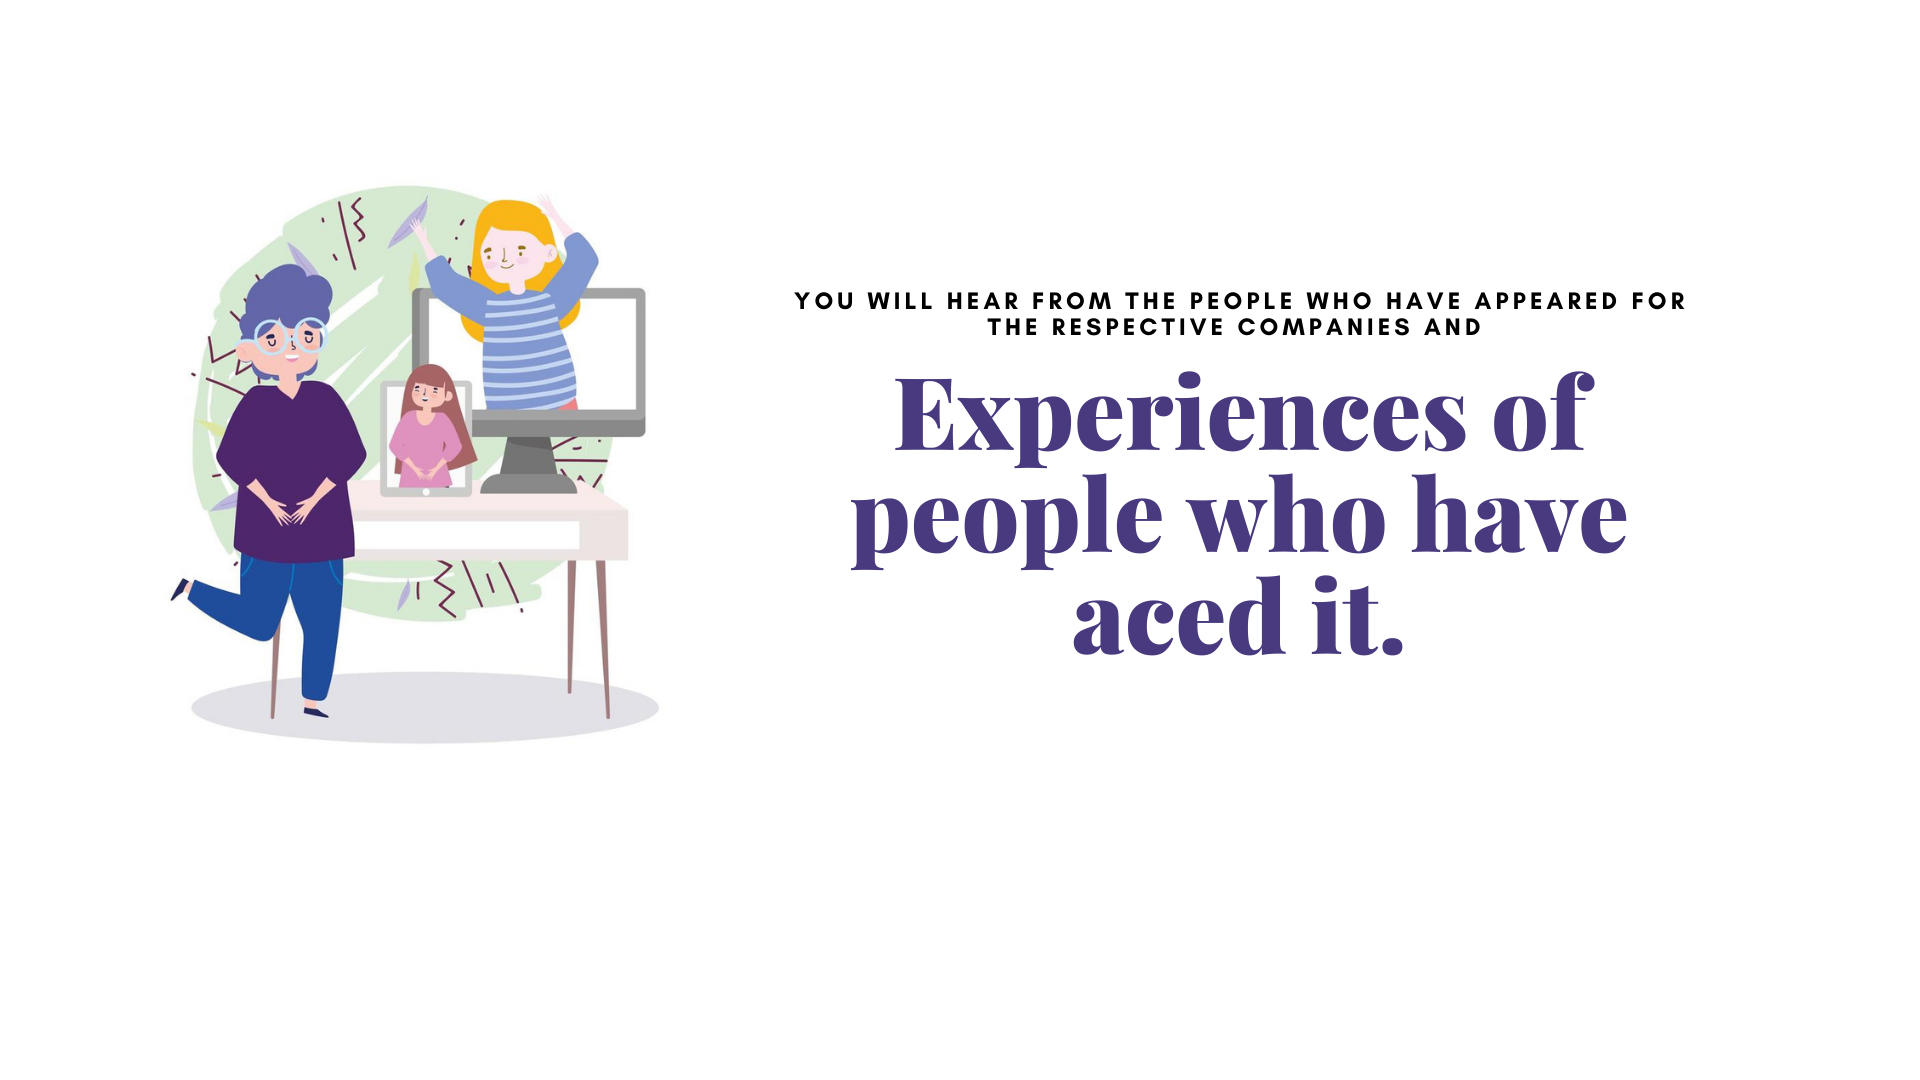 YOU WILL HEAR FROM THE PEOPLE WHO HAVE APPEARED FOR
THE RESPECTIVE COMPANIES AND
Experiences of
people who have
aced it.